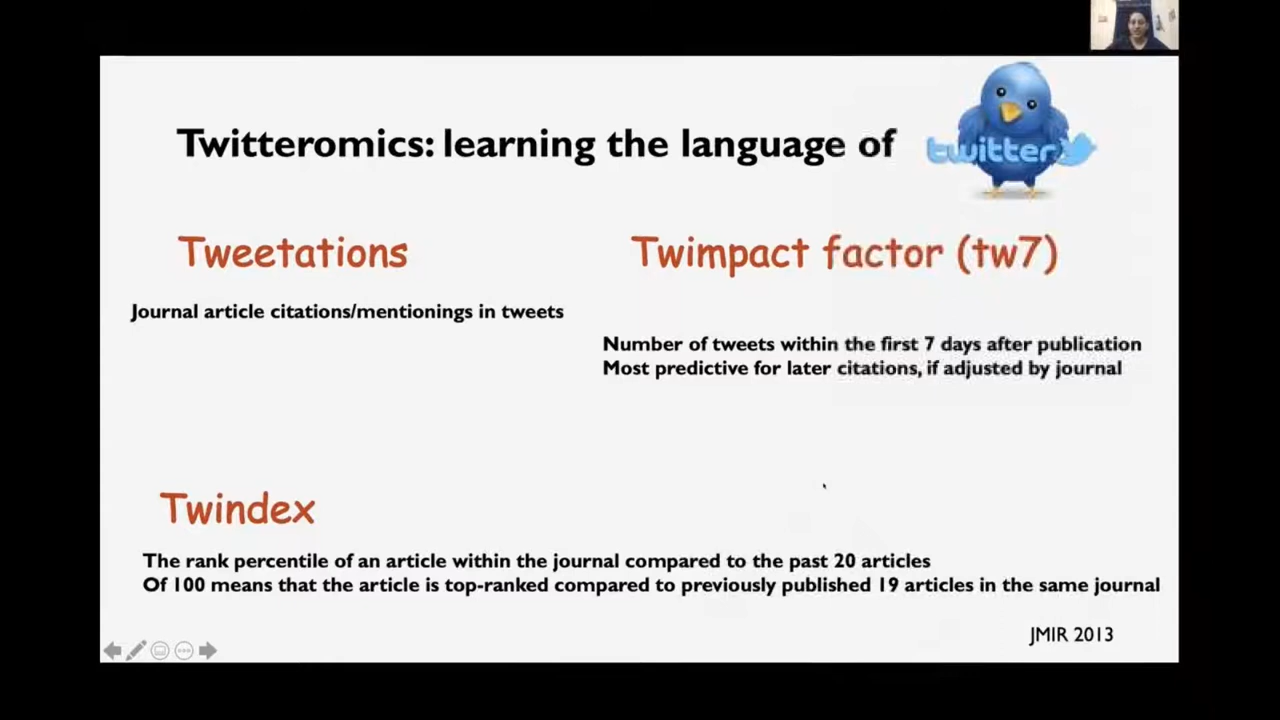 Twitteromics: learning the language of
twitter
Tweetations
Journal article citations/mentionings in tweets
Twimpact factor (tw7)
Number of tweets within the first 7 days after publication
Most predictive for later citations, if adjusted by journal
Twindex
The rank percentile of an article within the journal compared to the past 20 articles
Of 100 means that the article is top-ranked compared to previously published 19 articles in the same journal
JMIR 2013